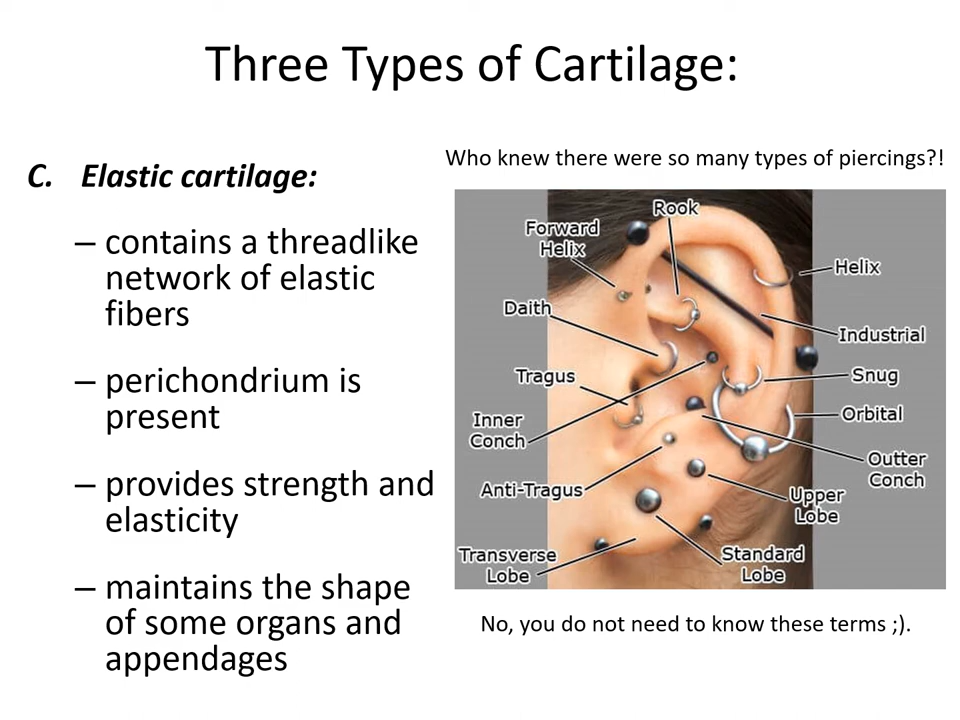 Three Types of Cartilage:
C. Elastic cartilage:
– contains a threadlike
network of elastic
fibers
– perichondrium is
present
– provides strength and
elasticity
– maintains the shape
of some organs and
appendages
Who knew there were so many types of piercings?!
Rook
Forward
Helix
Helix
Daith
Industrial
Tragus
Snug
Inner
Conch
Orbital
Outter
Conch
Anti-Tragus
Upper
Lobe
Transverse
Lobe
Standard
Lobe
No, you do not need to know these terms ;).